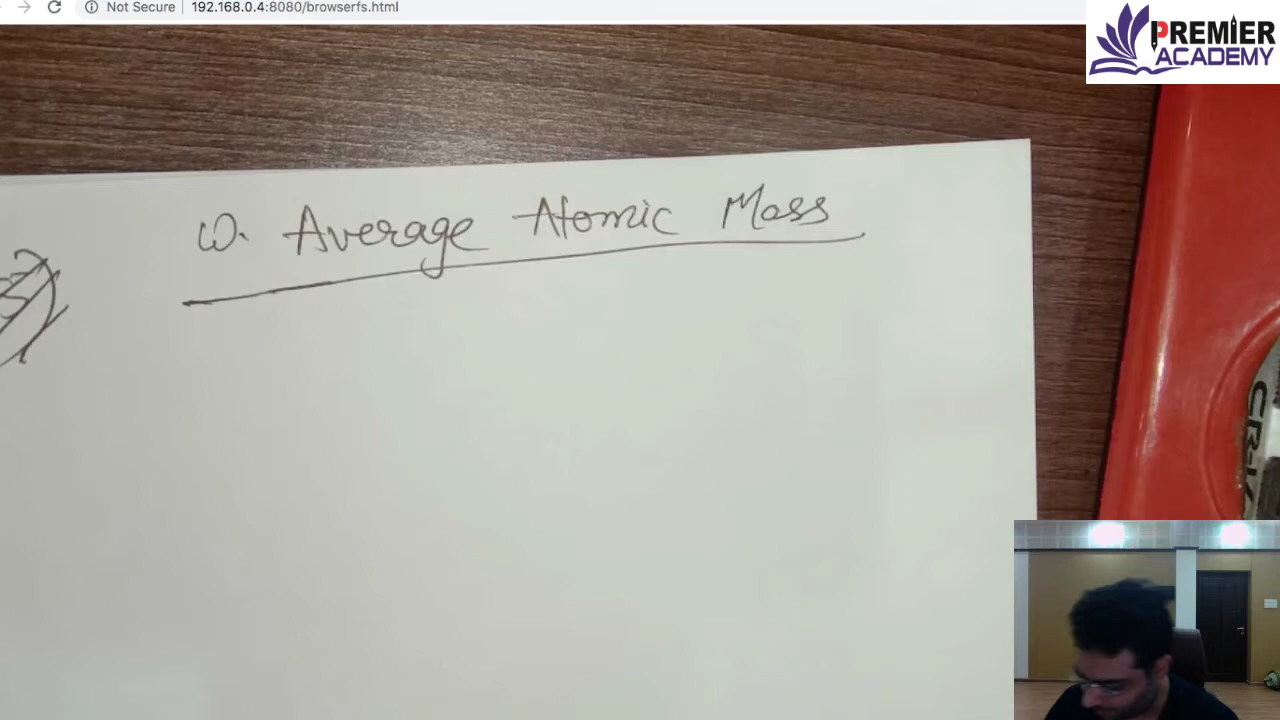 Not Secure | 192.168.0.4:8080/browserfs.html
PREMIER
ACADEMY
W. Average Atomic Mass